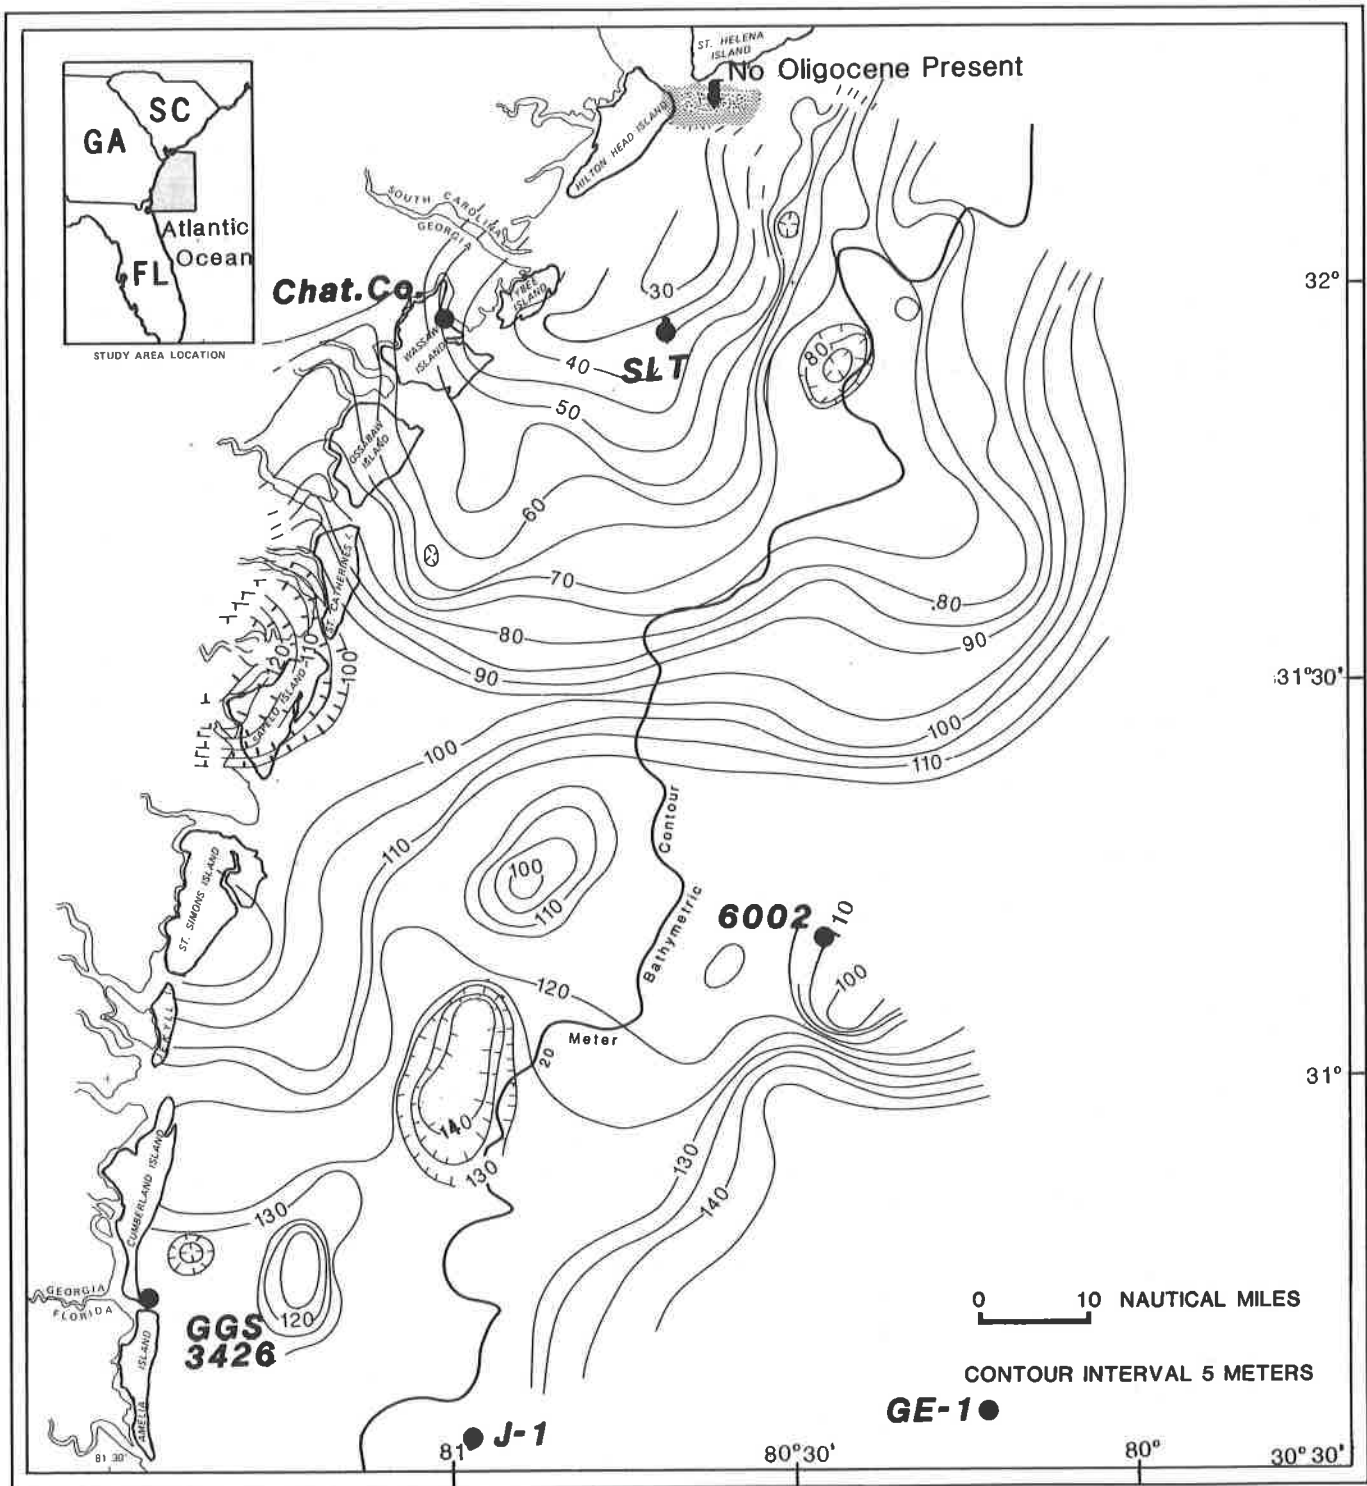 ST. HELENA
ISLAND
No Oligocene Present
SC
GA
Atlantic
Ocean
FL
STUDY AREA LOCATION
HILTON HEAD ISLAND
SOUTH CAROLINA
GEORGIA
32°
Chat.Co.
TYBEE
ISLAND
30
WASSAW
ISLAND
SLT
40
80
50
OSSABAW
ISLAND
60
ST. CATHERINES I.
70
80
80
90
90
120
110
100
SAPELO ISLAND
31°30'
100
100
110
110
Contour
100
110
ST. SIMONS ISLAND
Bathymetric
6002
110
100
120
JEKYLL I.
Meter
20
31°
140
130
130
140
CUMBERLAND ISLAND
130
GEORGIA
FLORIDA
120
GGS
3426
0 10 NAUTICAL MILES
CONTOUR INTERVAL 5 METERS
AMELIA ISLAND
GE-1
J-1
81 30'
81°
80°30'
80°
30°30'